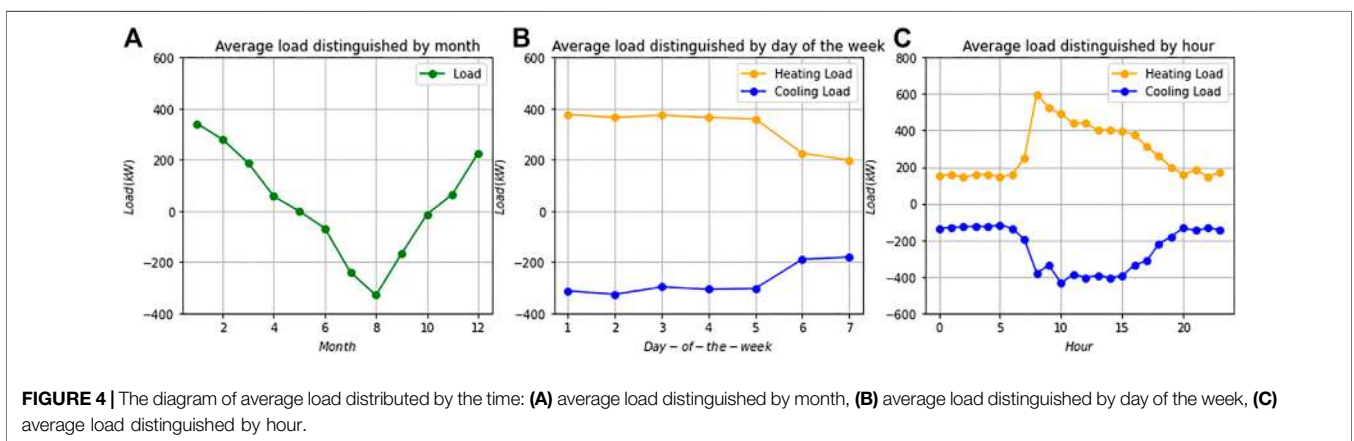 A
Average load distinguished by month
600
400
200
0
−200
−400
Load(kW)
2
4
6
8
10
12
Month
Load
B
Average load distinguished by day of the week
600
400
200
0
−200
−400
Load(kW)
1
2
3
4
5
6
7
Day − of − the − week
Heating Load
Cooling Load
C
Average load distinguished by hour
800
600
400
200
0
−200
−400
−600
Load(kW)
0
5
10
15
20
Hour
Heating Load
Cooling Load
FIGURE 4 | The diagram of average load distributed by the time: (A) average load distinguished by month, (B) average load distinguished by day of the week, (C)
average load distinguished by hour.